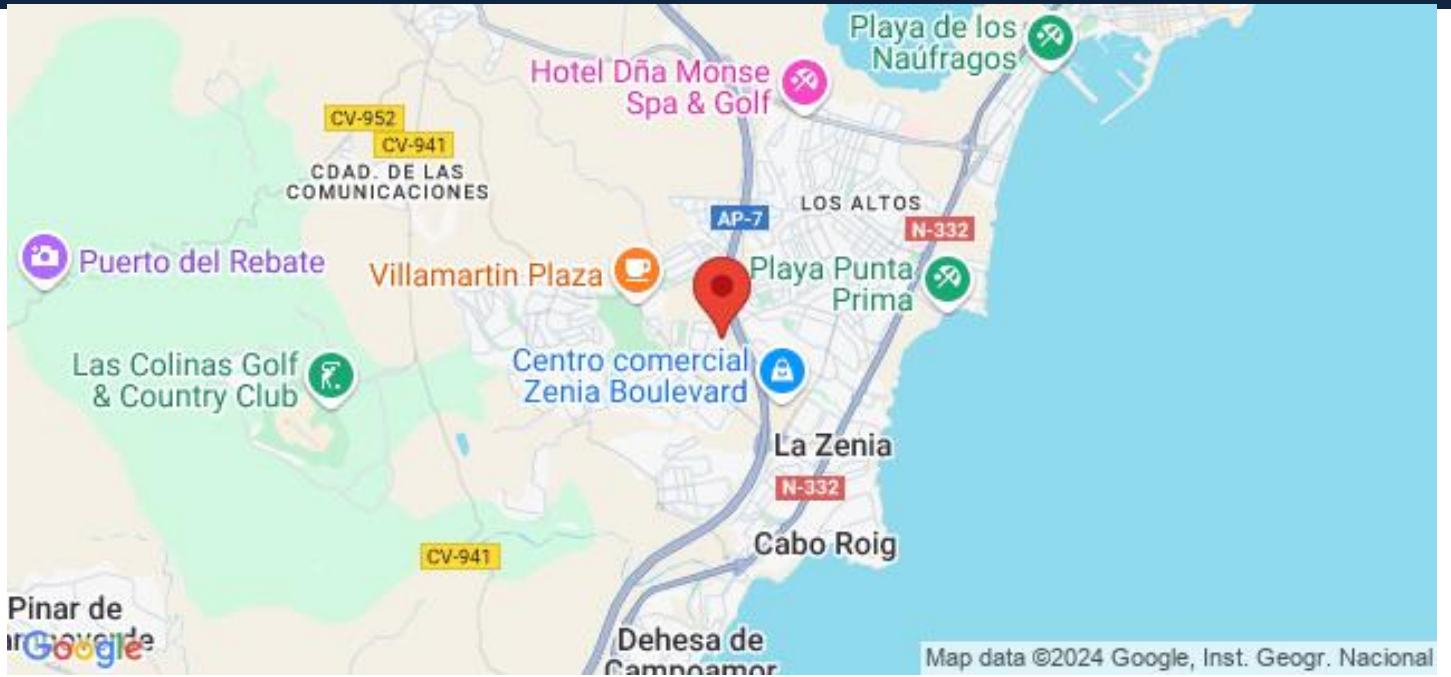 Playa de los
Naúfragos
Hotel Dña Monse
Spa & Golf
CV-952
CV-941
CDAD. DE LAS
COMUNICACIONES
LOS ALTOS
AP-7
N-332
Puerto del Rebate
Villamartin Plaza
Playa Punta
Prima
Las Colinas Golf
& Country Club
Centro comercial
Zenia Boulevard
La Zenia
N-332
Cabo Roig
CV-941
Pinar de
Google
Dehesa de
Campoamor
Map data ©2024 Google, Inst. Geogr. Nacional